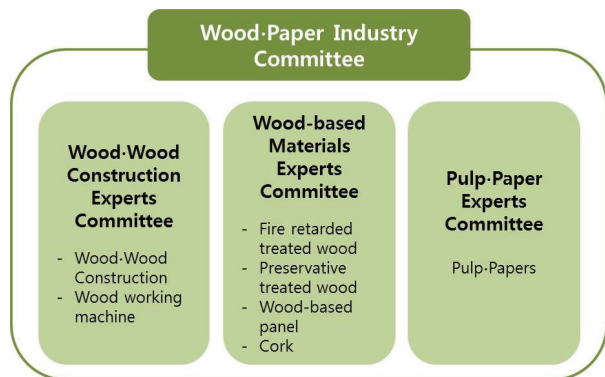 Wood·Paper Industry
Committee
Wood·Wood
Construction
Experts
Committee
- Wood·Wood
Construction
- Wood working
machine
Wood-based
Materials
Experts
Committee
- Fire retarded
treated wood
- Preservative
treated wood
- Wood-based
panel
- Cork
Pulp·Paper
Experts
Committee
Pulp·Papers